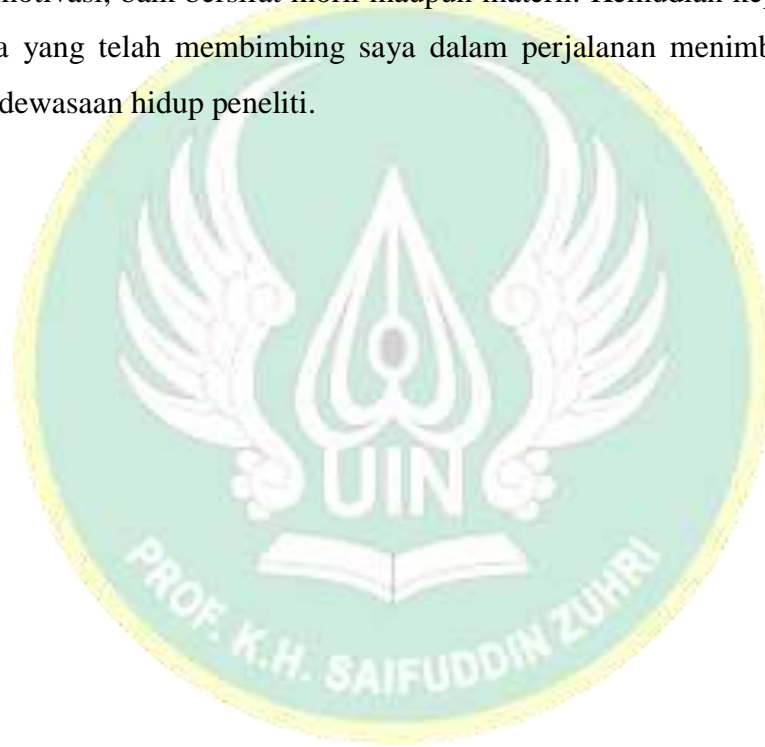 motivasi, baik bersifat moril maupun materil. Kemudian
yang telah membimbing saya dalam perjalanan
dewasaan hidup peneliti.
UIN
PROF. K.H. SAIFUDDIN ZUHRI